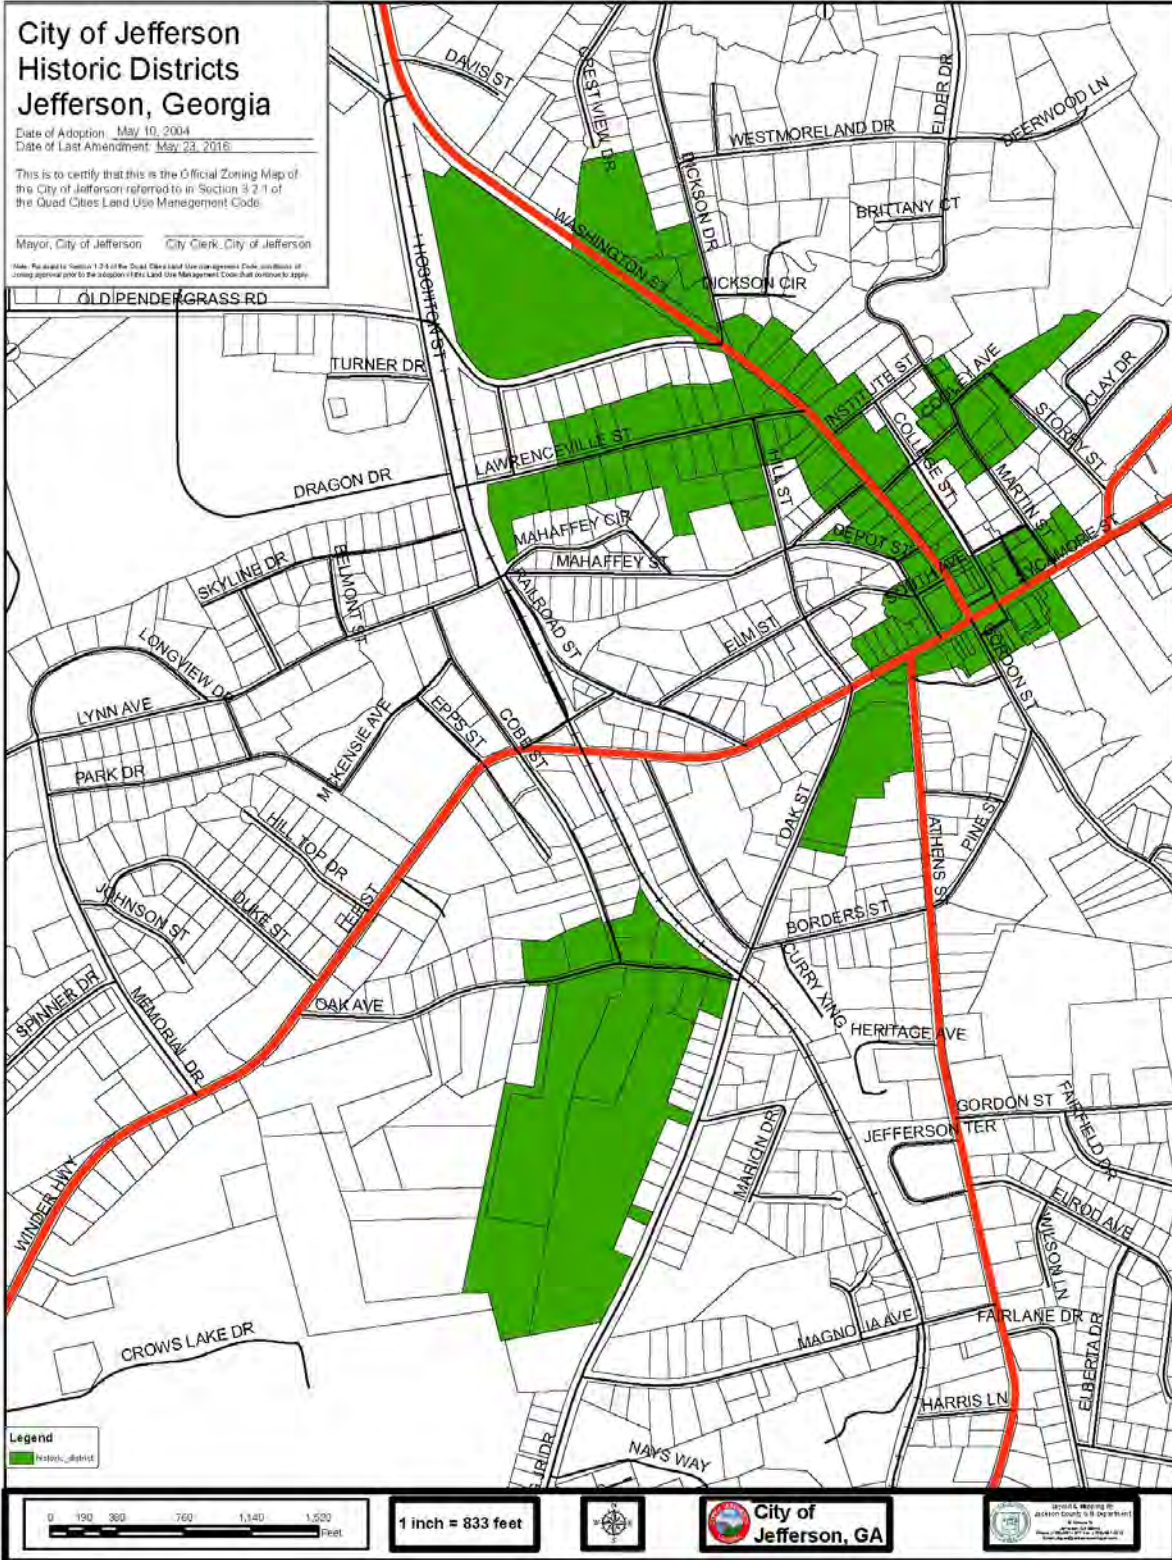 City of Jefferson
Historic Districts
Jefferson, Georgia
Date of Adoption: May 10, 2004
Date of Last Amendment: May 23, 2016
This is to certify that this is the Official Zoning Map of
the City of Jefferson referred to in Section 3.2.1 of
the Quad Cities Land Use Management Code.
Mayor, City of Jefferson
City Clerk, City of Jefferson
DAVIS ST
CREST VIEW DR
ELDER DR
DEERWOOD LN
WESTMORELAND DR
DICKSON DR
BRITTANY CT
WASHINGTON ST
DICKSON CIR
HOSCHTON ST
OLD PENDERGRASS RD
TURNER DR
INSTITUTE ST
COOLEY AVE
CLAY DR
STOREY ST
COLLEGE ST
LAWRENCEVILLE ST
HILL ST
MARTIN ST
DRAGON DR
MAHAFFEY CIR
DEPOT ST
SYCAMORE ST
MAHAFFEY ST
SOUTH AVE
SKYLINE DR
BELMONT ST
RAILROAD ST
ELM ST
GORDON ST
LONGVIEW DR
LYNN AVE
EPPS ST
COBB ST
MCKENSIE AVE
PARK DR
OAK ST
ATHENS ST
PINE ST
HILL TOP DR
DUKE ST
JOHNSON ST
BORDERS ST
CURRY XING
SPINNER DR
MEMORIAL DR
OAK AVE
HERITAGE AVE
GORDON ST
FAIRFIELD DR
JEFFERSON TER
MARION DR
WINDER HWY
ELROD AVE
WILSON LN
MAGNOLIA AVE
FAIRLANE DR
CROWS LAKE DR
ELBERTA DR
HARRIS LN
NAYS WAY
JR DR
Legend
historic_district
0 190 380 760 1,140 1,520
Feet
1 inch = 833 feet
City of
Jefferson, GA